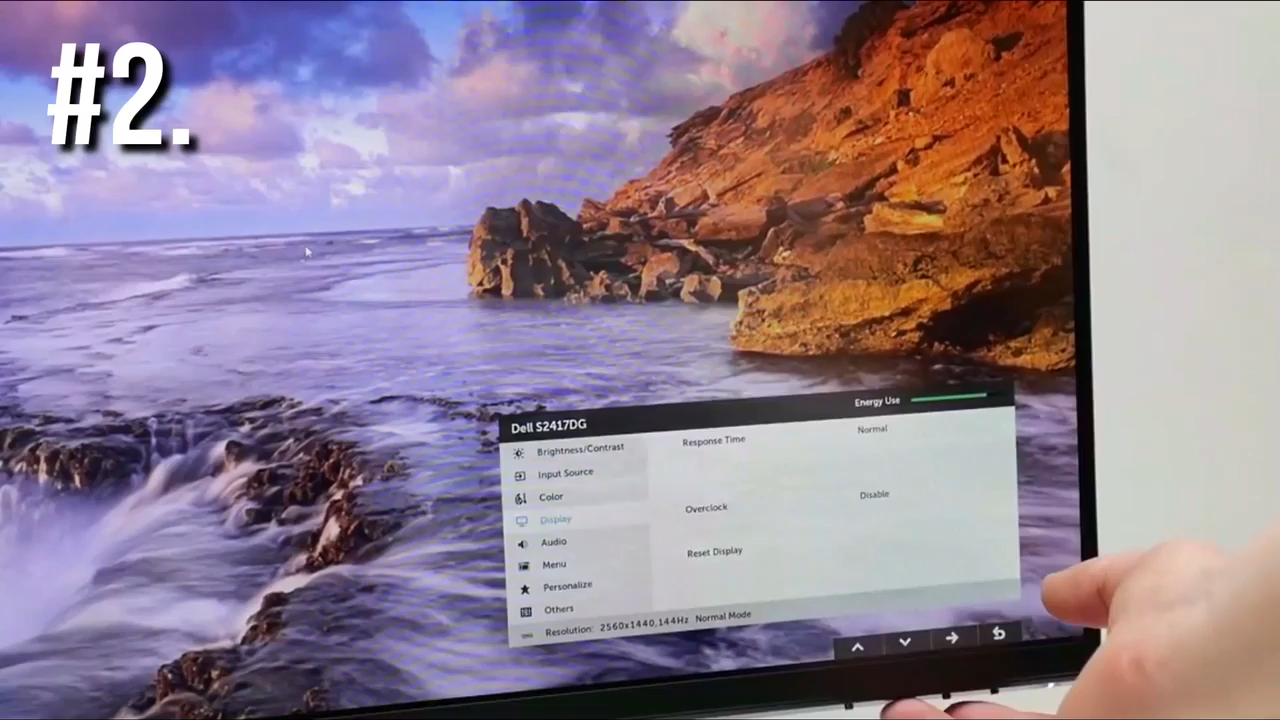 #2.
Dell S2417DG
Energy Use
Brightness/Contrast
Response Time
Normal
Input Source
Color
Overclock
Disable
Display
Audio
Reset Display
Menu
Personalize
Others
Resolution: 2560x1440,144Hz Normal Mode